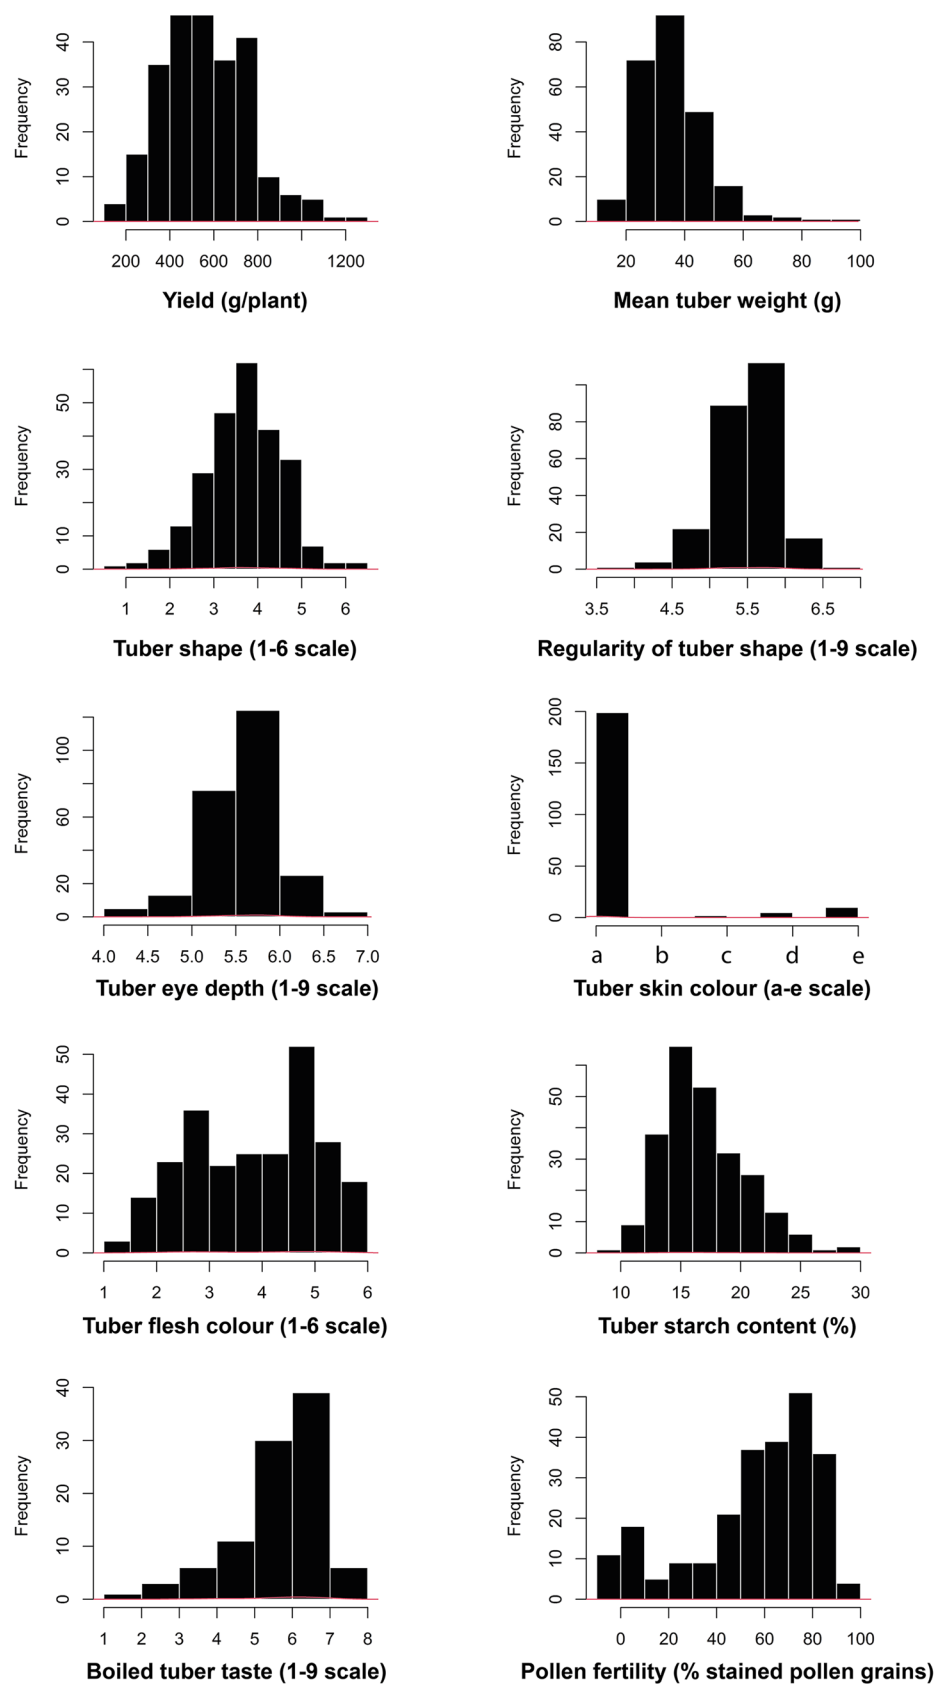 Frequency
0 10 20 30 40
200 400 600 800 1200
Yield (g/plant)
Frequency
0 20 40 60 80
20 40 60 80 100
Mean tuber weight (g)
Frequency
0 10 30 50
1 2 3 4 5 6
Tuber shape (1-6 scale)
Frequency
0 20 40 60 80
3.5 4.5 5.5 6.5
Regularity of tuber shape (1-9 scale)
Frequency
0 20 60 100
4.0 4.5 5.0 5.5 6.0 6.5 7.0
Tuber eye depth (1-9 scale)
Frequency
0 50 100 150 200
a b c d e
Tuber skin colour (a-e scale)
Frequency
0 10 20 30 40 50
1 2 3 4 5 6
Tuber flesh colour (1-6 scale)
Frequency
0 10 30 50
10 15 20 25 30
Tuber starch content (%)
Frequency
0 10 20 30 40
1 2 3 4 5 6 7 8
Boiled tuber taste (1-9 scale)
Frequency
0 10 20 30 40 50
0 20 40 60 80 100
Pollen fertility (% stained pollen grains)